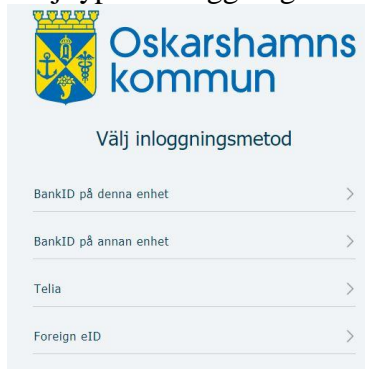 Oskarshamns
kommun
Välj inloggningsmetod
BankID på denna enhet
BankID på annan enhet
Telia
Foreign eID